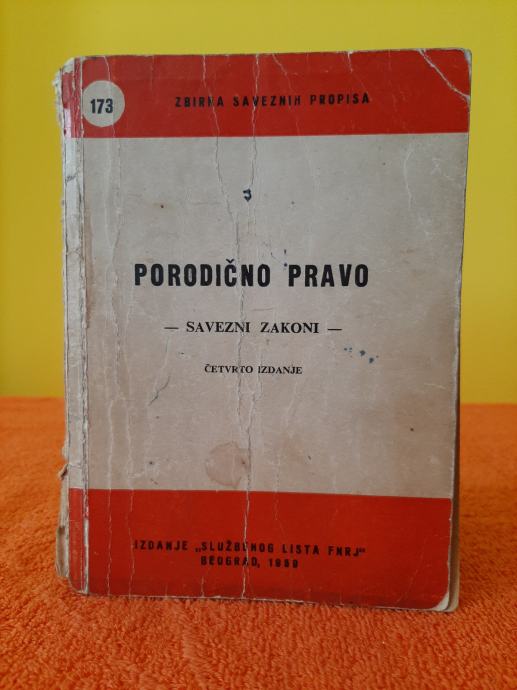 173
ZBIRKA SAVEZNIH PROPISA
PORODIČNO PRAVO
— SAVEZNI ZAKONI —
ČETVRTO IZDANJE
IZDANJE „SLUŽBENOG LISTA FNRJ“
BEOGRAD, 1959